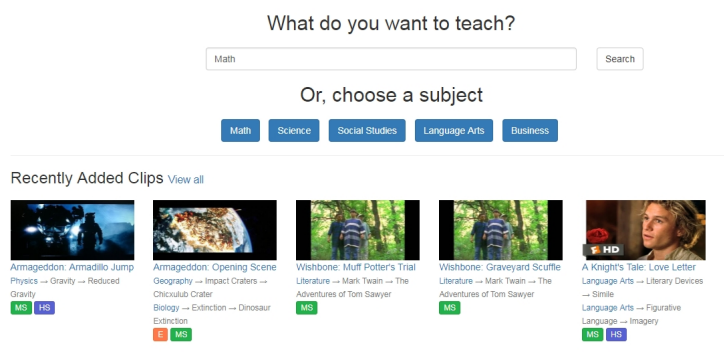 What do you want to teach?
Math
Search
Or, choose a subject
Math Science Social Studies Language Arts Business
Recently Added Clips View all
HD
Armageddon: Armadillo Jump
Physics → Gravity → Reduced
Gravity
MS HS
Armageddon: Opening Scene
Geography → Impact Craters →
Chicxulub Crater
Biology → Extinction → Dinosaur
Extinction
E MS
Wishbone: Muff Potter's Trial
Literature → Mark Twain → The
Adventures of Tom Sawyer
MS
Wishbone: Graveyard Scuffle
Literature → Mark Twain → The
Adventures of Tom Sawyer
MS
A Knight's Tale: Love Letter
Language Arts → Literary Devices
→ Simile
Language Arts → Figurative
Language → Imagery
MS HS